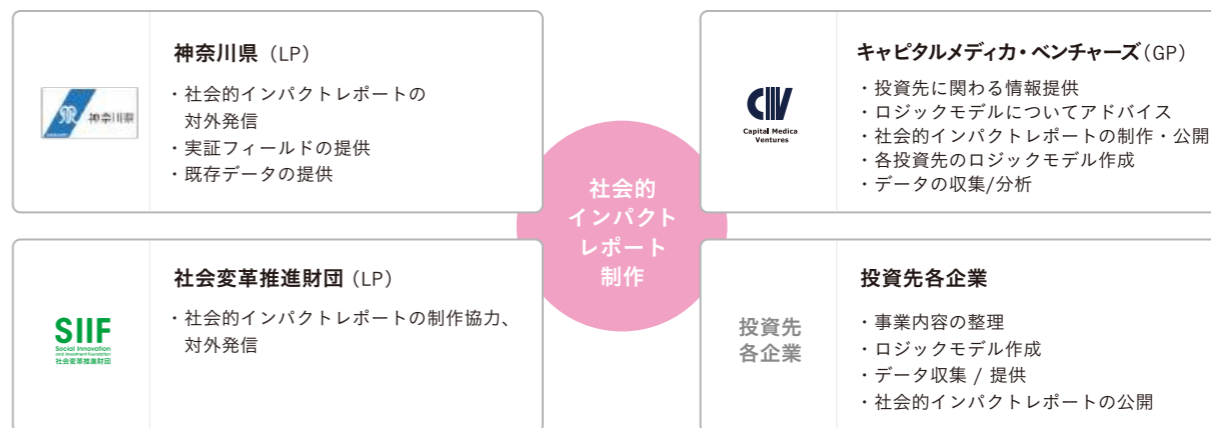 神奈川県
神奈川県 (LP)
・社会的インパクトレポートの
対外発信
・実証フィールドの提供
・既存データの提供
Capital Medica
Ventures
キャピタルメディカ・ベンチャーズ(GP)
・投資先に関わる情報提供
・ロジックモデルについてアドバイス
・社会的インパクトレポートの制作・公開
・各投資先のロジックモデル作成
・データの収集/分析
社会的
インパクト
レポート
制作
SIIF
Social Innovation
and Investment Foundation
社会変革推進財団
社会変革推進財団 (LP)
・社会的インパクトレポートの制作協力、
対外発信
投資先
各企業
投資先各企業
・事業内容の整理
・ロジックモデル作成
・データ収集 / 提供
・社会的インパクトレポートの公開